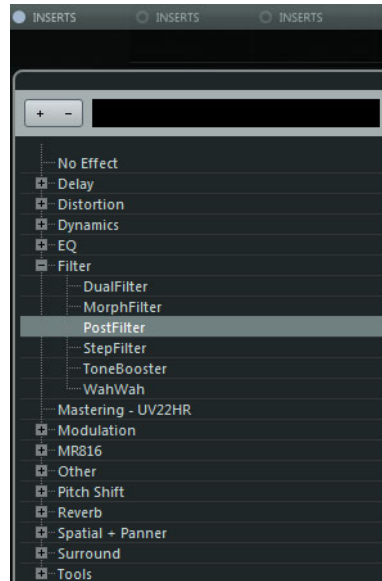 INSERTS INSERTS INSERTS
+ -
No Effect
Delay
Distortion
Dynamics
EQ
Filter
DualFilter
MorphFilter
PostFilter
StepFilter
ToneBooster
WahWah
Mastering - UV22HR
Modulation
MR816
Other
Pitch Shift
Reverb
Spatial + Panner
Surround
Tools